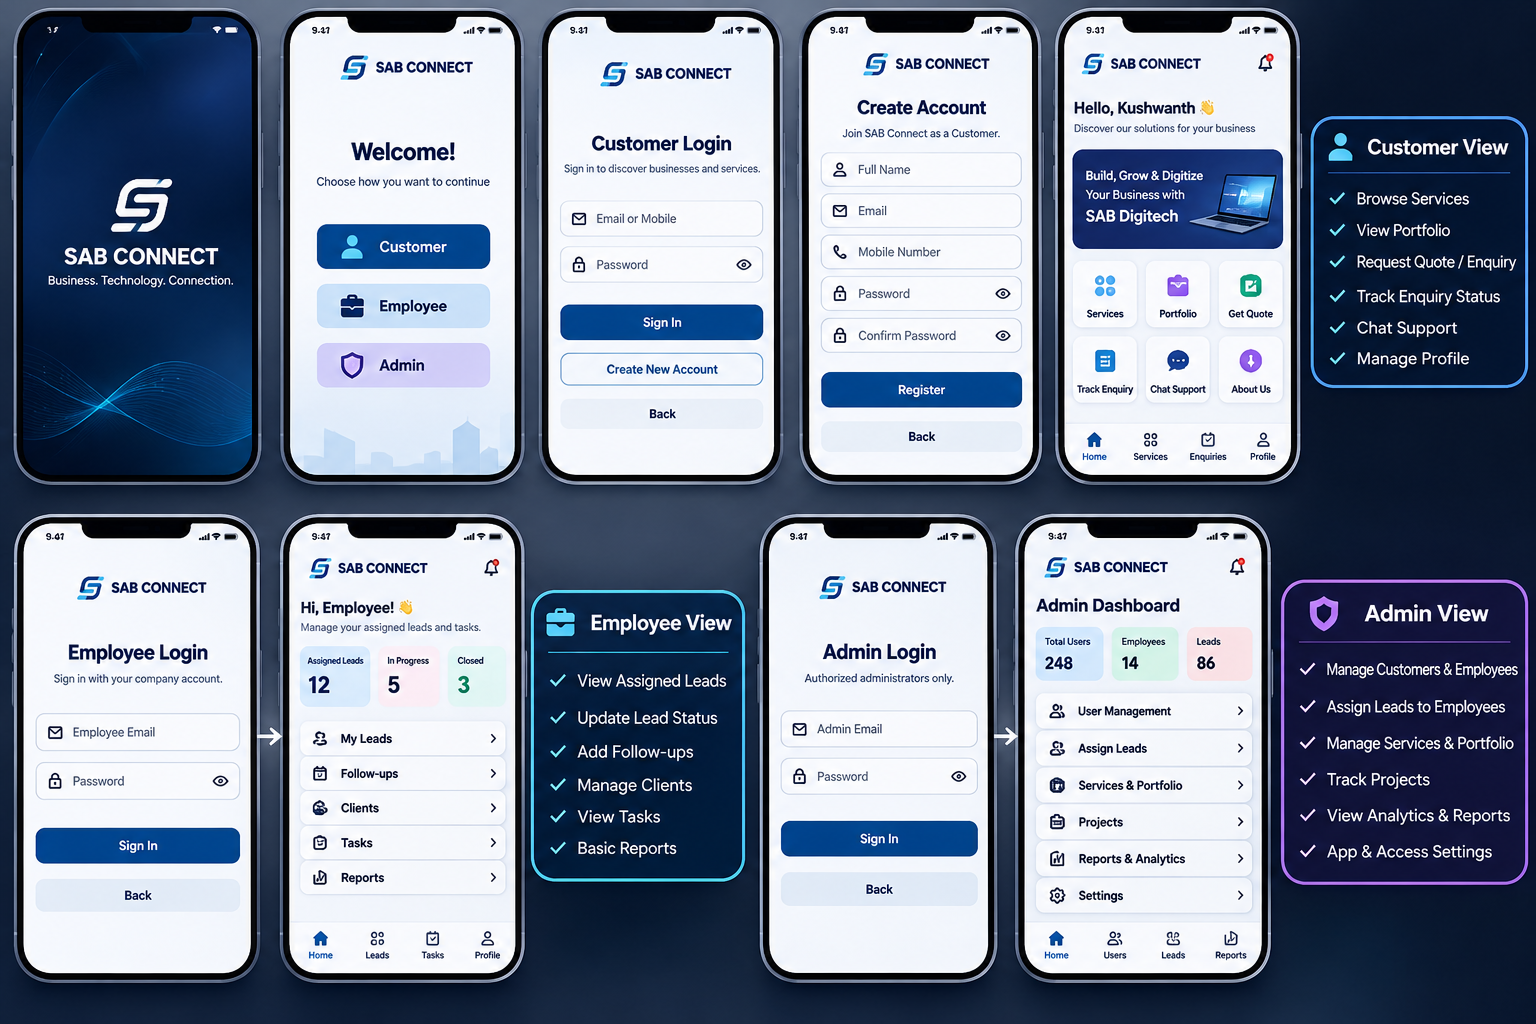 SAB CONNECT
Business. Technology. Connection.
9:41
SAB CONNECT
Welcome!
Choose how you want to continue
Customer
Employee
Admin
9:41
SAB CONNECT
Customer Login
Sign in to discover businesses and services.
Email or Mobile
Password
Sign In
Create New Account
Back
9:41
SAB CONNECT
Create Account
Join SAB Connect as a Customer.
Full Name
Email
Mobile Number
Password
Confirm Password
Register
Back
9:41
SAB CONNECT
Hello, Kushwanth 👋
Discover our solutions for your business
Build, Grow & Digitize
Your Business with
SAB Digitech
Services
Portfolio
Get Quote
Track Enquiry
Chat Support
About Us
Home
Services
Enquiries
Profile
Customer View
Browse Services
View Portfolio
Request Quote / Enquiry
Track Enquiry Status
Chat Support
Manage Profile
SAB CONNECT
Employee Login
Sign in with your company account.
Employee Email
Password
Sign In
Back
SAB CONNECT
Hi, Employee! 👋
Manage your assigned leads and tasks.
Assigned Leads
12
In Progress
5
Closed
3
My Leads
Follow-ups
Clients
Tasks
Reports
Home
Leads
Tasks
Profile
Employee View
View Assigned Leads
Update Lead Status
Add Follow-ups
Manage Clients
View Tasks
Basic Reports
SAB CONNECT
Admin Login
Authorized administrators only.
Admin Email
Password
Sign In
Back
SAB CONNECT
Admin Dashboard
Total Users
248
Employees
14
Leads
86
User Management
Assign Leads
Services & Portfolio
Projects
Reports & Analytics
Settings
Home
Users
Leads
Reports
Admin View
Manage Customers & Employees
Assign Leads to Employees
Manage Services & Portfolio
Track Projects
View Analytics & Reports
App & Access Settings